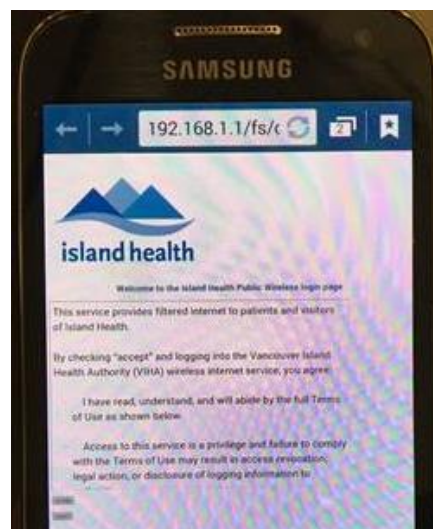 SAMSUNG
192.168.1.1/fs/c
2
island health
Welcome to the Island Health Public Wireless login page
This service provides filtered internet to patients and visitors
of Island Health.
By checking "accept" and logging into the Vancouver Island
Health Authority (VIHA) wireless internet service, you agree:
I have read, understand, and will abide by the full Terms
of Use as shown below.
Access to this service is a privilege and failure to comply
with the Terms of Use may result in access revocation,
legal action, or disclosure of logging information to